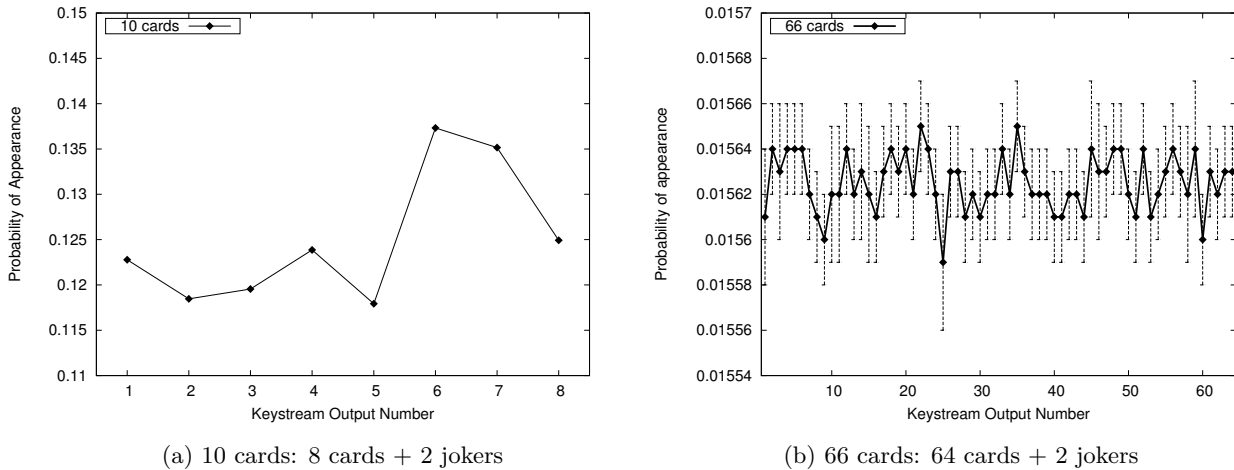 10 cards
0.15
0.145
0.14
0.135
0.13
0.125
0.12
0.115
0.11
Probability of Appearance
1 2 3 4 5 6 7 8
Keystream Output Number
(a) 10 cards: 8 cards + 2 jokers
66 cards
0.0157
0.01568
0.01566
0.01564
0.01562
0.0156
0.01558
0.01556
0.01554
Probability of appearance
10 20 30 40 50 60
Keystream Output Number
(b) 66 cards: 64 cards + 2 jokers